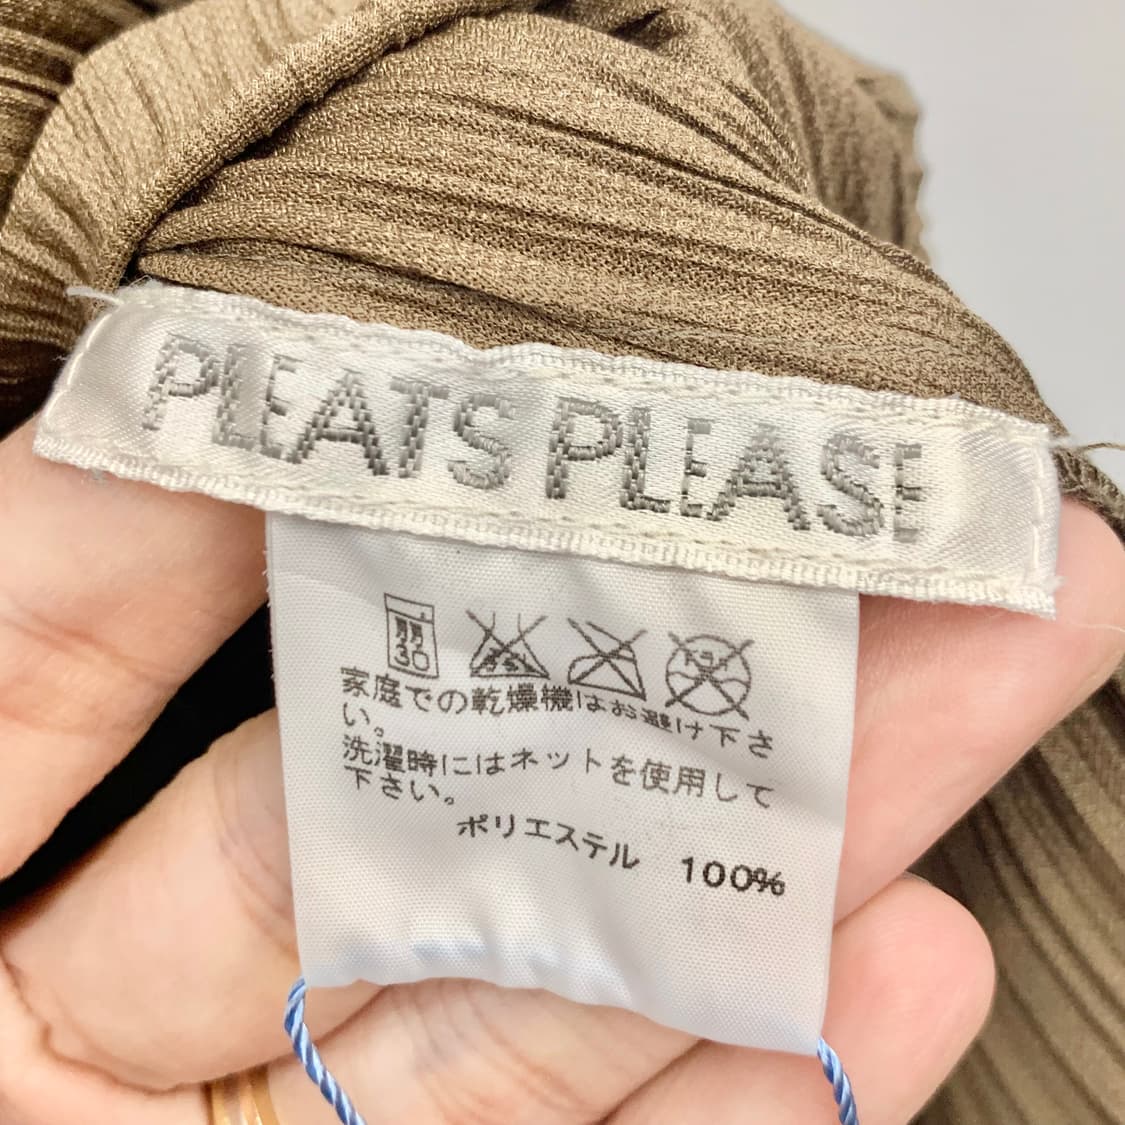 PLEATS PLEASE
弱
30
家庭での乾燥機はお避け下さ
い。
洗濯時にはネットを使用して
下さい。
ポリエステル 100%